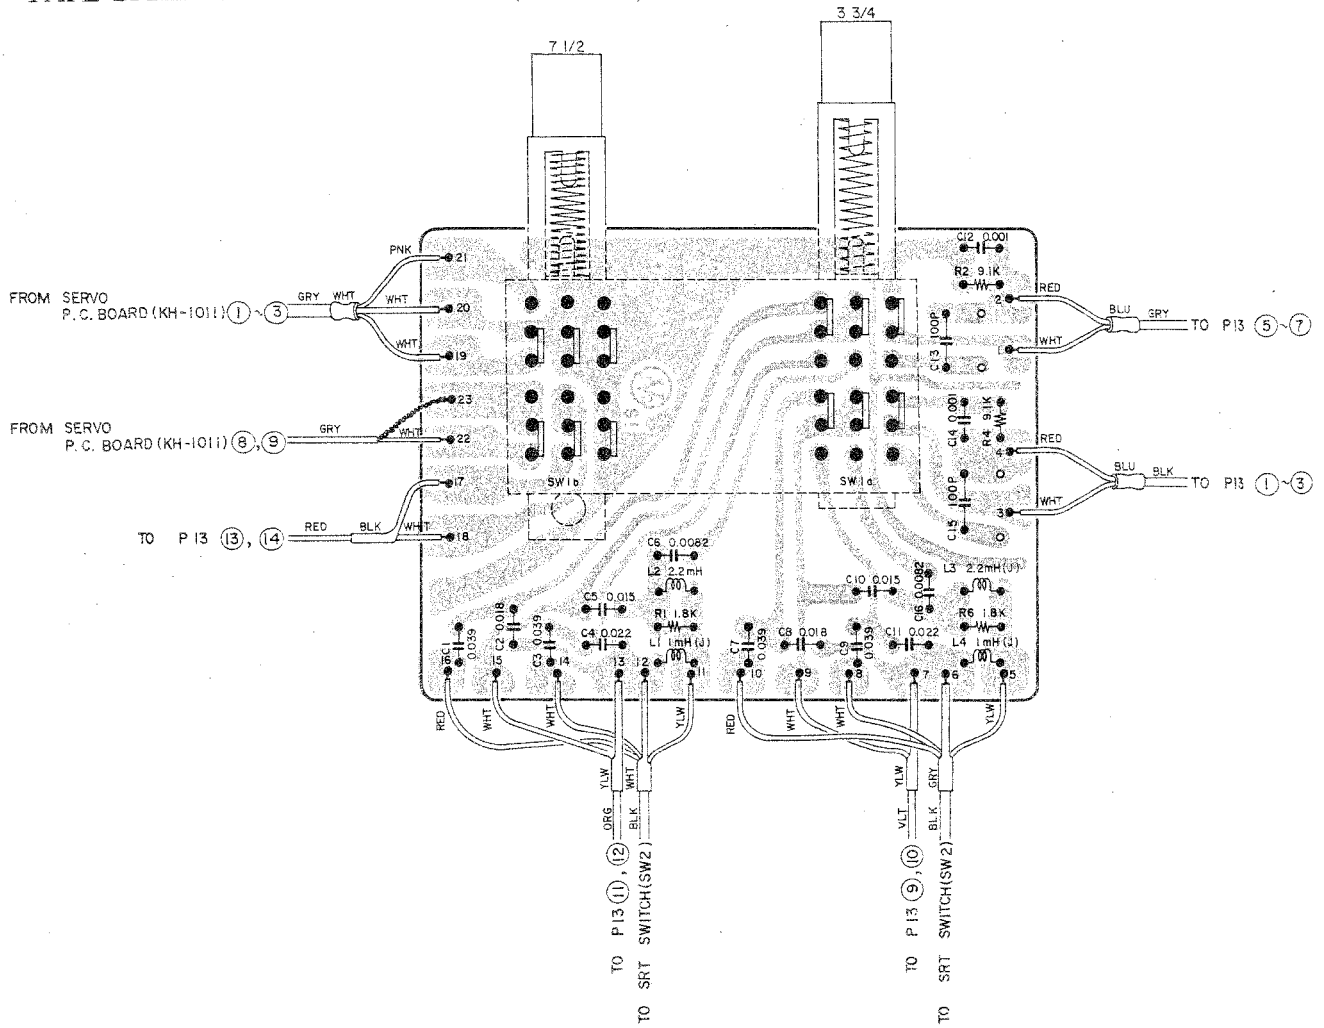 3 3/4
7 1/2
PNK
21
C12 0.001
R2 9.1K
FROM SERVO
P.C. BOARD (KH-1011) ① ~ ③
GRY
WHT
WHT
20
WHT
19
2
RED
C13 100P
WHT
BLU
GRY
TO P13 ⑤ ~ ⑦
23
FROM SERVO
P.C. BOARD (KH-1011) ⑧, ⑨
GRY
WHT
22
C14 0.001
R4 9.1K
4
RED
BLU
BLK
TO P13 ① ~ ③
C15 100P
3
WHT
17
SW1b
SW1a
TO P13 ⑬, ⑭
RED
BLK
WHT
18
C6 0.0082
L2 2.2mH
C5 0.015
R1 1.8K
C4 0.022
L1 1mH (J)
C1 0.039
C2 0.018
C3 0.039
C10 0.015
C16 0.0082
L3 2.2mH (J)
R6 1.8K
C7 0.039
C8 0.018
C9 0.039
C11 0.022
L4 1mH (J)
16
15
14
13
12
11
10
9
8
7
6
5
RED
WHT
WHT
YLW
RED
WHT
WHT
YLW
YLW
WHT
YLW
GRY
ORG
BLK
VLT
BLK
TO P13 ⑪, ⑫
TO SRT SWITCH (SW2)
TO P13 ⑨, ⑩
TO SRT SWITCH (SW2)